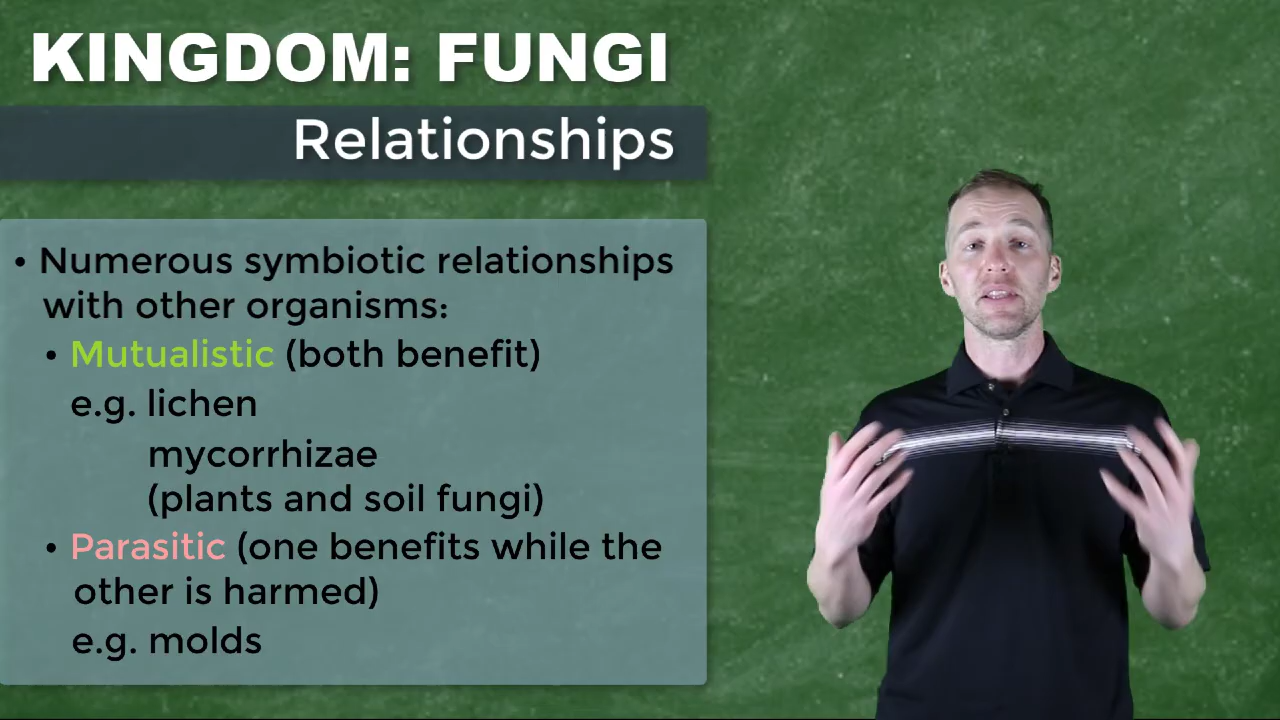 KINGDOM: FUNGI
Relationships
• Numerous symbiotic relationships
with other organisms:
• Mutualistic (both benefit)
e.g. lichen
mycorrhizae
(plants and soil fungi)
• Parasitic (one benefits while the
other is harmed)
e.g. molds